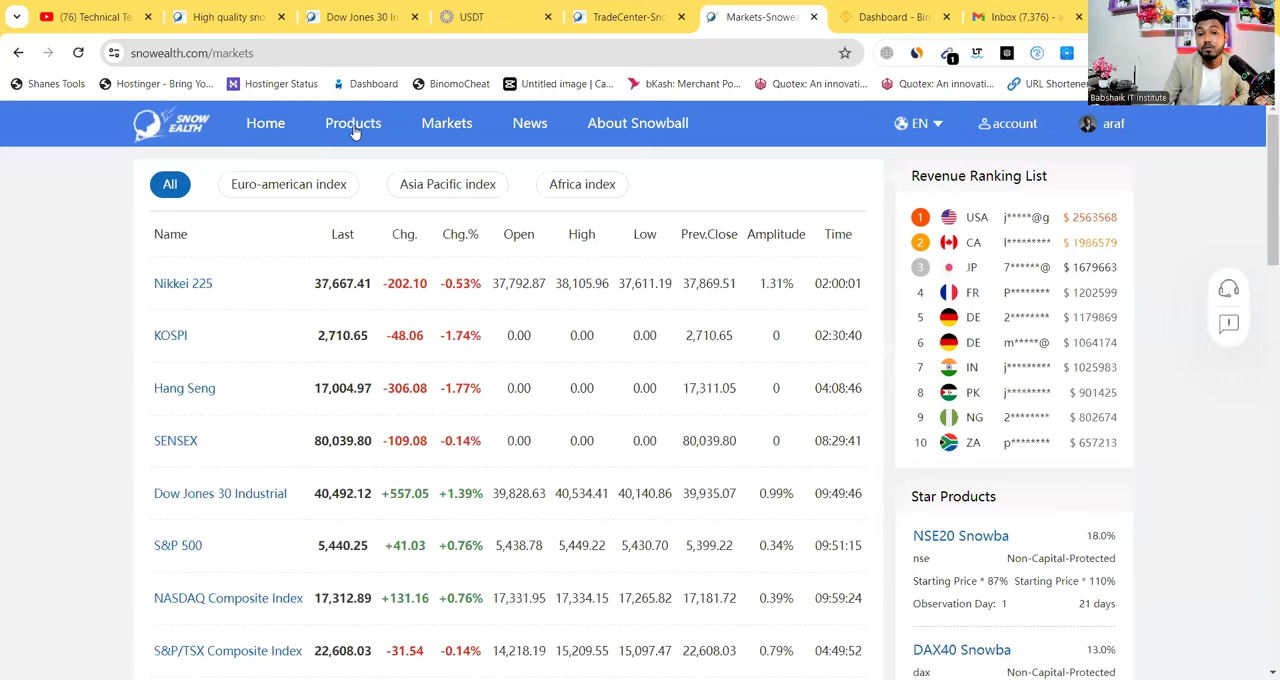 (76) Technical Te
High quality sno
Dow Jones 30 In
USDT
TradeCenter-Sno
Markets-Snowea
Dashboard - Bin
Inbox (7,376) - a
snowealth.com/markets
LT
1
Shanes Tools
Hostinger - Bring Yo...
Hostinger Status
Dashboard
BinomoCheat
Untitled image | Ca...
bKash: Merchant Po...
Quotex: An innovati...
Quotex: An innovati...
URL Shortene
Babshaik IT Institute
SNOW
EALTH
Home
Products
Markets
News
About Snowball
EN
account
araf
All
Euro-american index
Asia Pacific index
Africa index
Name Last Chg. Chg.% Open High Low Prev.Close Amplitude Time
Nikkei 225 37,667.41 -202.10 -0.53% 37,792.87 38,105.96 37,611.19 37,869.51 1.31% 02:00:01
KOSPI 2,710.65 -48.06 -1.74% 0.00 0.00 0.00 2,710.65 0 02:30:40
Hang Seng 17,004.97 -306.08 -1.77% 0.00 0.00 0.00 17,311.05 0 04:08:46
SENSEX 80,039.80 -109.08 -0.14% 0.00 0.00 0.00 80,039.80 0 08:29:41
Dow Jones 30 Industrial 40,492.12 +557.05 +1.39% 39,828.63 40,534.41 40,140.86 39,935.07 0.99% 09:49:46
S&P 500 5,440.25 +41.03 +0.76% 5,438.78 5,449.22 5,430.70 5,399.22 0.34% 09:51:15
NASDAQ Composite Index 17,312.89 +131.16 +0.76% 17,331.95 17,334.15 17,265.82 17,181.72 0.39% 09:59:24
S&P/TSX Composite Index 22,608.03 -31.54 -0.14% 14,218.19 15,209.55 15,097.47 22,608.03 0.79% 04:49:52
Revenue Ranking List
1 USA j*****@g $ 2563568
2 CA l********* $ 1986579
3 JP 7******@ $ 1679663
4 FR P******** $ 1202599
5 DE 2******** $ 1179869
6 DE m*****@ $ 1064174
7 IN j********* $ 1025983
8 PK j********* $ 901425
9 NG 2******** $ 802674
10 ZA p******** $ 657213
Star Products
NSE20 Snowba 18.0%
nse Non-Capital-Protected
Starting Price * 87% Starting Price * 110%
Observation Day: 1 21 days
DAX40 Snowba 13.0%
dax Non-Capital-Protected